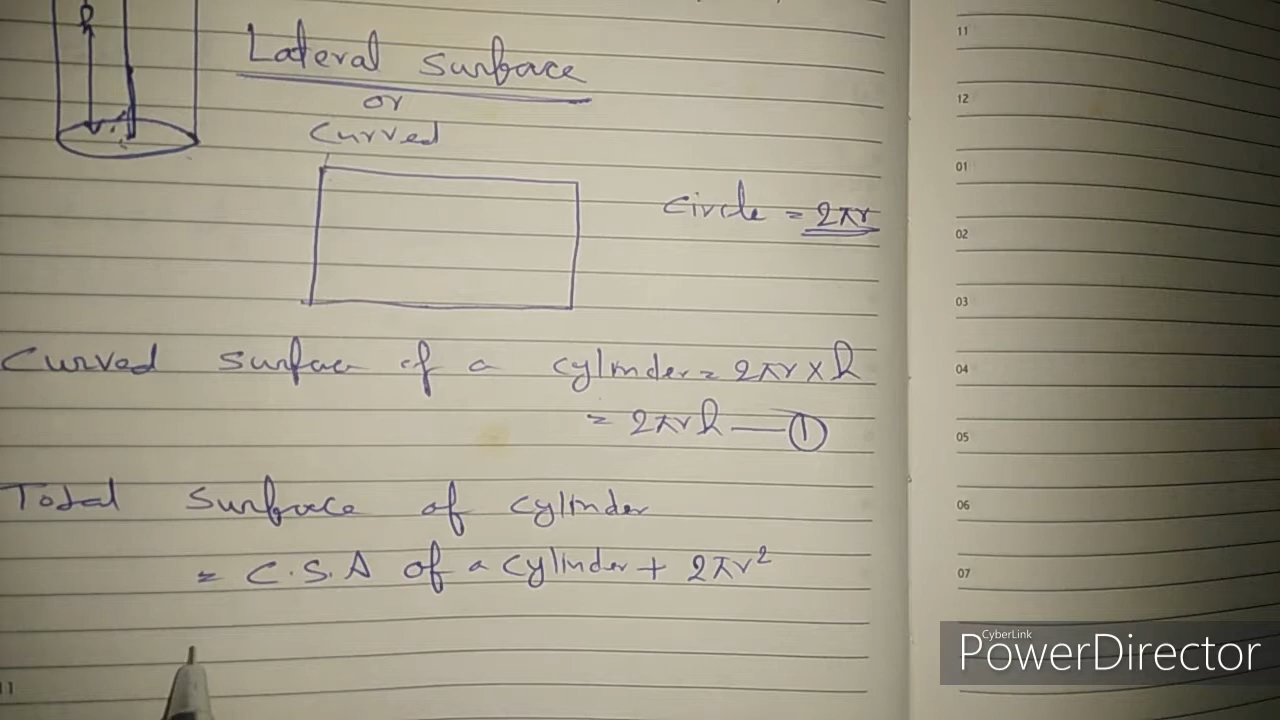 h
Lateral surface
or
Curved
Circle = 2πr
Curved surface of a cylinder = 2πr x h
= 2πrh — ①
Total surface of cylinder
= C.S.A of a cylinder + 2πr²
11
12
01
02
03
04
05
06
07
11
CyberLink
PowerDirector